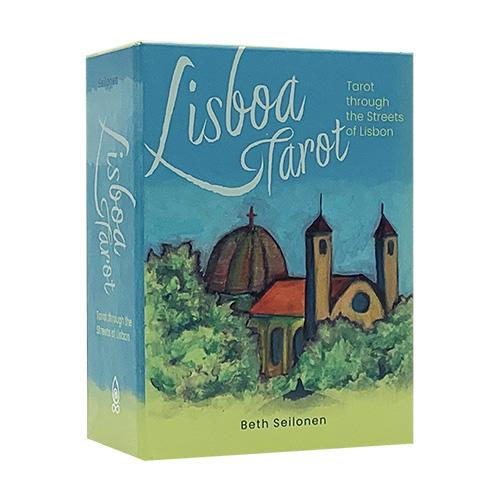 Lisboa
Tarot
Tarot
through
the Streets
of Lisbon
Beth Seilonen
Seilonen
Lisboa
Tarot
Tarot through the
Streets of Lisbon